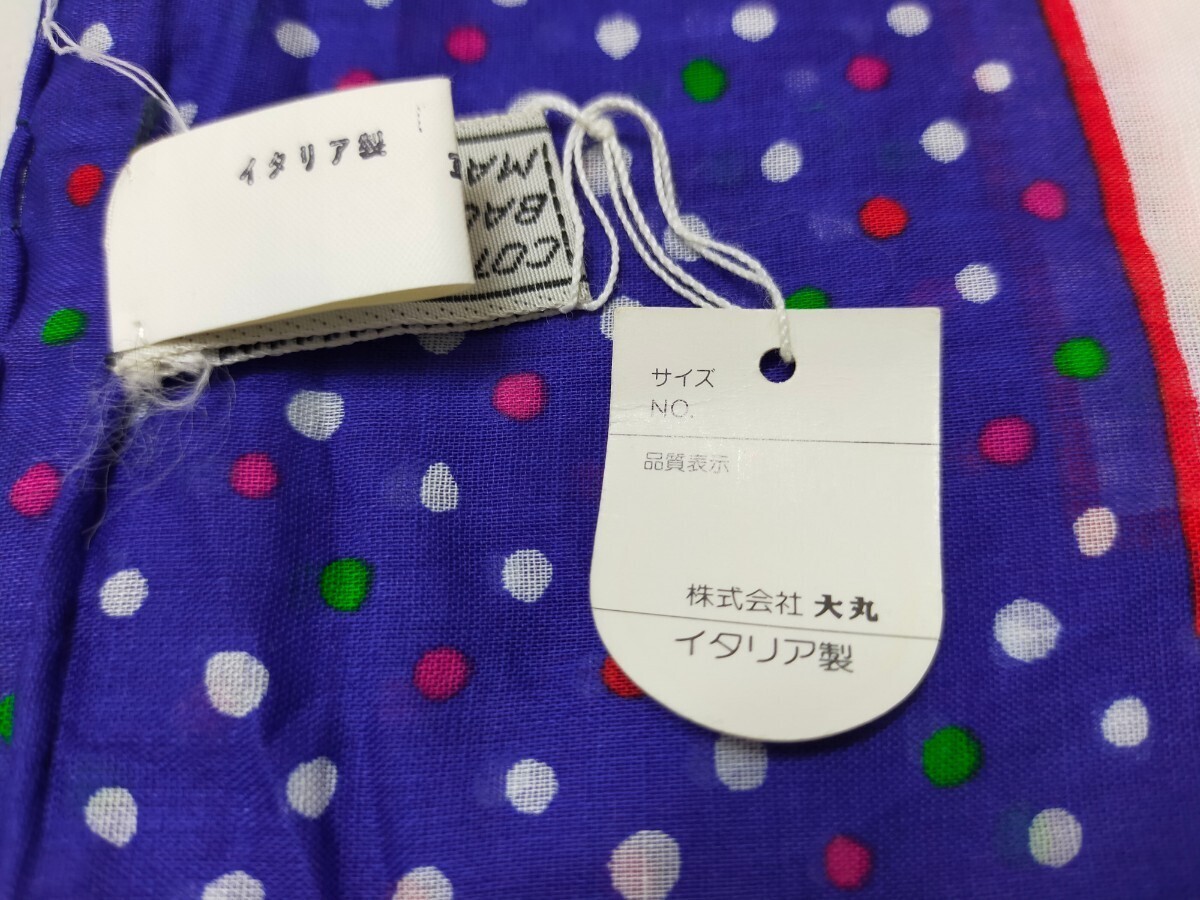 イタリア製
サイズ
NO.
品質表示
株式会社 大丸
イタリア製